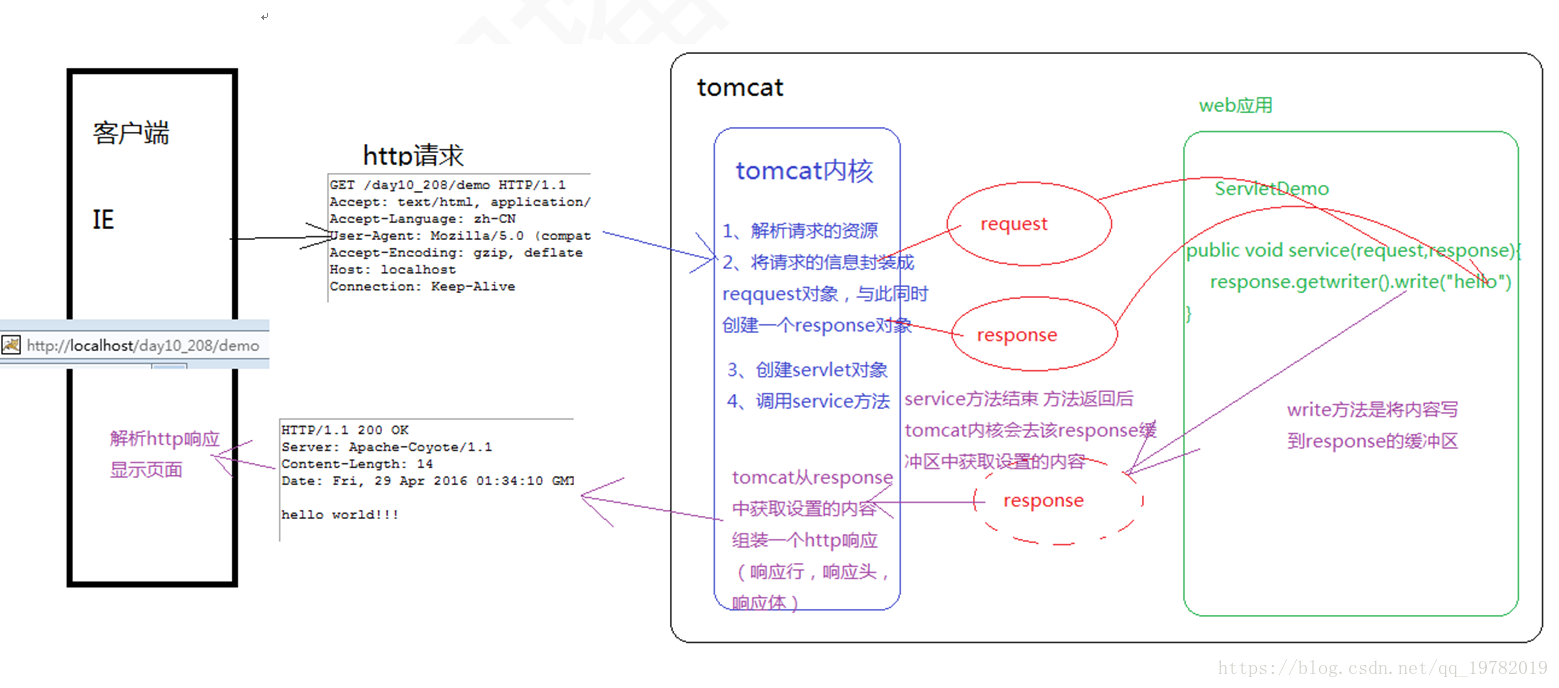 客户端
IE
http://localhost/day10_208/demo
解析http响应
显示页面
http请求
GET /day10_208/demo HTTP/1.1
Accept: text/html, application/
Accept-Language: zh-CN
User-Agent: Mozilla/5.0 (compat
Accept-Encoding: gzip, deflate
Host: localhost
Connection: Keep-Alive
HTTP/1.1 200 OK
Server: Apache-Coyote/1.1
Content-Length: 14
Date: Fri, 29 Apr 2016 01:34:10 GMT
hello world!!!
tomcat
tomcat内核
1、解析请求的资源
2、将请求的信息封装成
reqquest对象，与此同时
创建一个response对象
3、创建servlet对象
4、调用service方法
tomcat从response
中获取设置的内容
组装一个http响应
（响应行，响应头，
响应体）
request
response
service方法结束 方法返回后
tomcat内核会去该response缓
冲区中获取设置的内容
response
web应用
ServletDemo
public void service(request,response){
response.getwriter().write("hello")
}
write方法是将内容写
到response的缓冲区
https://blog.csdn.net/qq_19782019